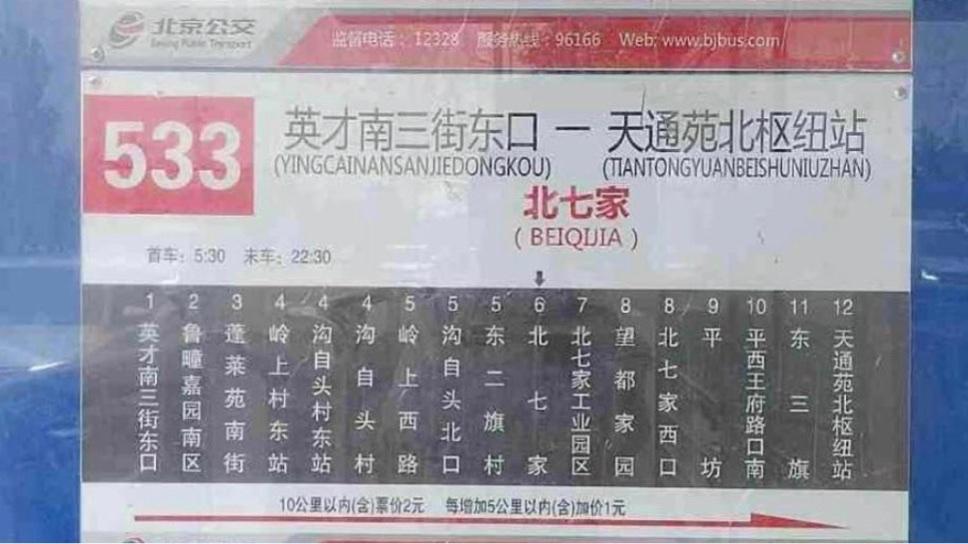 北京公交
Beijing Public Transport
监督电话：12328 服务热线：96166 Web: www.bjbus.com
533
英才南三街东口 — 天通苑北枢纽站
(YINGCAINANSANJIEDONGKOU) (TIANTONGYUANBEISHUNIUZHAN)
北七家
( BEIQIJIA )
首车：5:30 末车：22:30
1 英才南三街东口
2 鲁疃嘉园南区
3 蓬莱苑南街
4 岭上村东站
4 沟自头村东站
4 沟自头村
5 岭上西路
5 沟自头北口
5 东二旗村
6 北七家
7 北七家工业园区
8 望都家园
8 北七家西口
9 平坊
10 平西王府路口南
11 东三旗
12 天通苑北枢纽站
10公里以内(含)票价2元 每增加5公里以内(含)加价1元